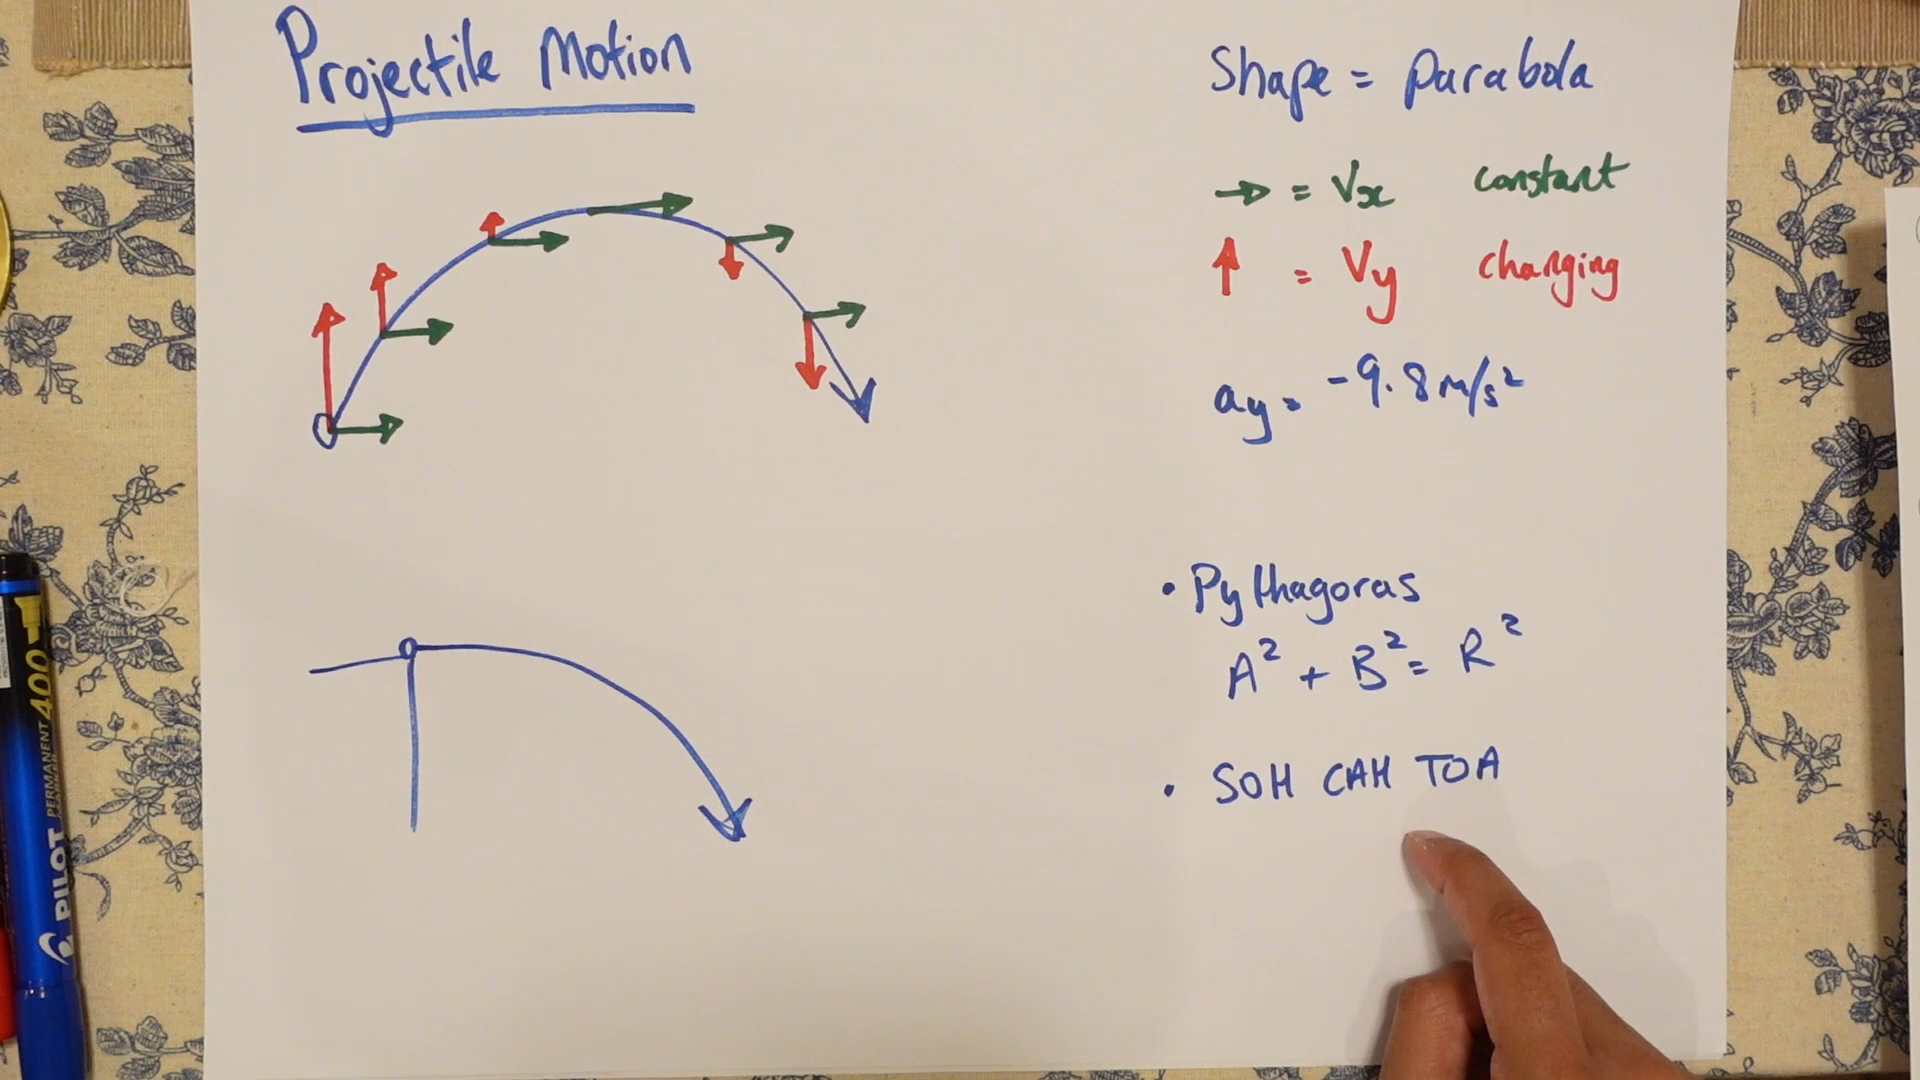 Projectile Motion
Shape = parabola
→ = Vx constant
↑ = Vy changing
ay = -9.8 m/s²
• Pythagoras
A² + B² = R²
• SOH CAH TOA
PILOT PERMANENT 400